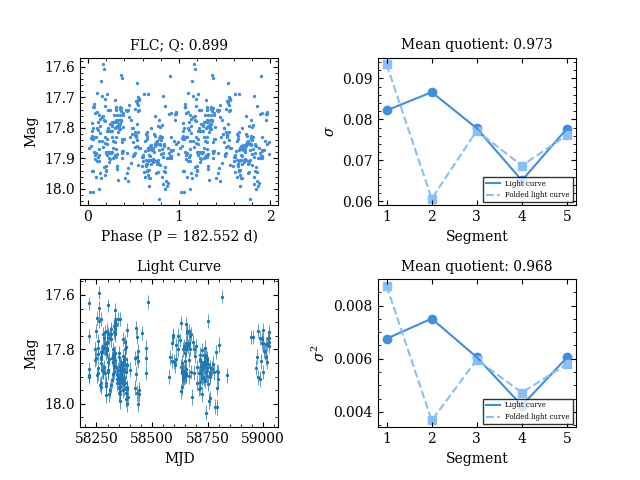 FLC; Q: 0.899
Mag
17.6
17.7
17.8
17.9
18.0
0
1
2
Phase (P = 182.552 d)
Mean quotient: 0.973
σ
0.09
0.08
0.07
0.06
Light curve
Folded light curve
1
2
3
4
5
Segment
Light Curve
Mag
17.6
17.8
18.0
58250
58500
58750
59000
MJD
Mean quotient: 0.968
σ²
0.008
0.006
0.004
Light curve
Folded light curve
1
2
3
4
5
Segment